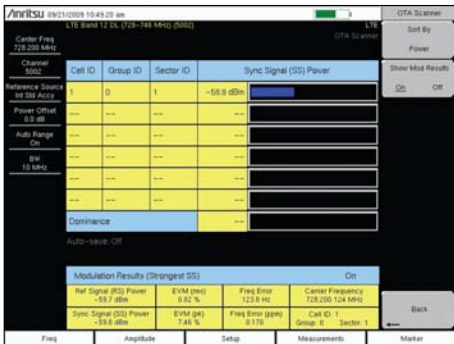 Anritsu 09/21/2009 10:49:20 am
OTA Scanner
LTE Band 12 DL (728-746 MHz) (5002)
LTE
OTA Scanner
Center Freq
728.200 MHz
Channel
5002
Reference Source
Int Std Accy
Power Offset
0.0 dB
Auto Range
On
BW
10 MHz
Sort By
Power
Show Mod Results
On Off
Cell ID Group ID Sector ID Sync Signal (SS) Power
1 0 1 -58.8 dBm
-- -- -- --
-- -- -- --
-- -- -- --
-- -- -- --
-- -- -- --
-- -- -- --
Dominance --
Auto-save: Off
Modulation Results (Strongest SS) On
Ref Signal (RS) Power EVM (rms) Freq Error Carrier Frequency
-59.7 dBm 0.82 % 123.6 Hz 728.200 124 MHz
Sync Signal (SS) Power EVM (pk) Freq Error (ppm) Cell ID: 1
-59.8 dBm 7.46 % 0.170 Group: 0 Sector: 1
Back
Freq Amplitude Setup Measurements Marker